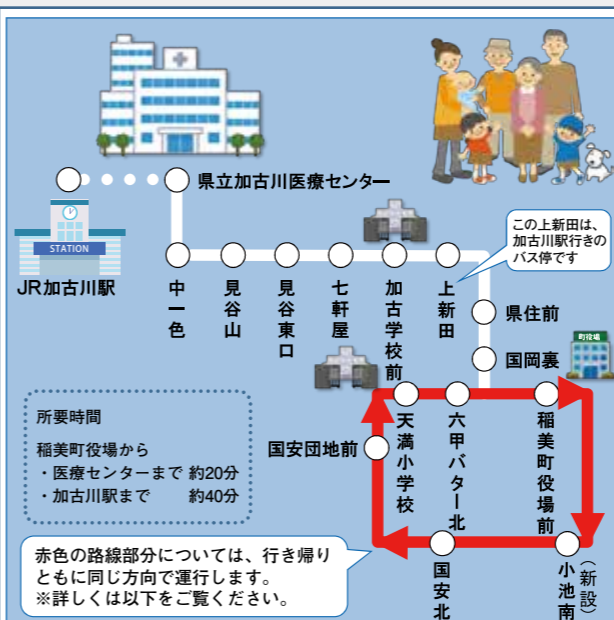 県立加古川医療センター
STATION
JR加古川駅
この上新田は、
加古川駅行きの
バス停です
中一色
見谷山
見谷東口
七軒屋
加古学校前
上新田
県住前
町役場
国岡裏
所要時間
稲美町役場から
・医療センターまで 約20分
・加古川駅まで 約40分
国安団地前
天満小学校
六甲バター北
稲美町役場前
赤色の路線部分については、行き帰り
ともに同じ方向で運行します。
※詳しくは以下をご覧ください。
国安北
小池南
（新設）